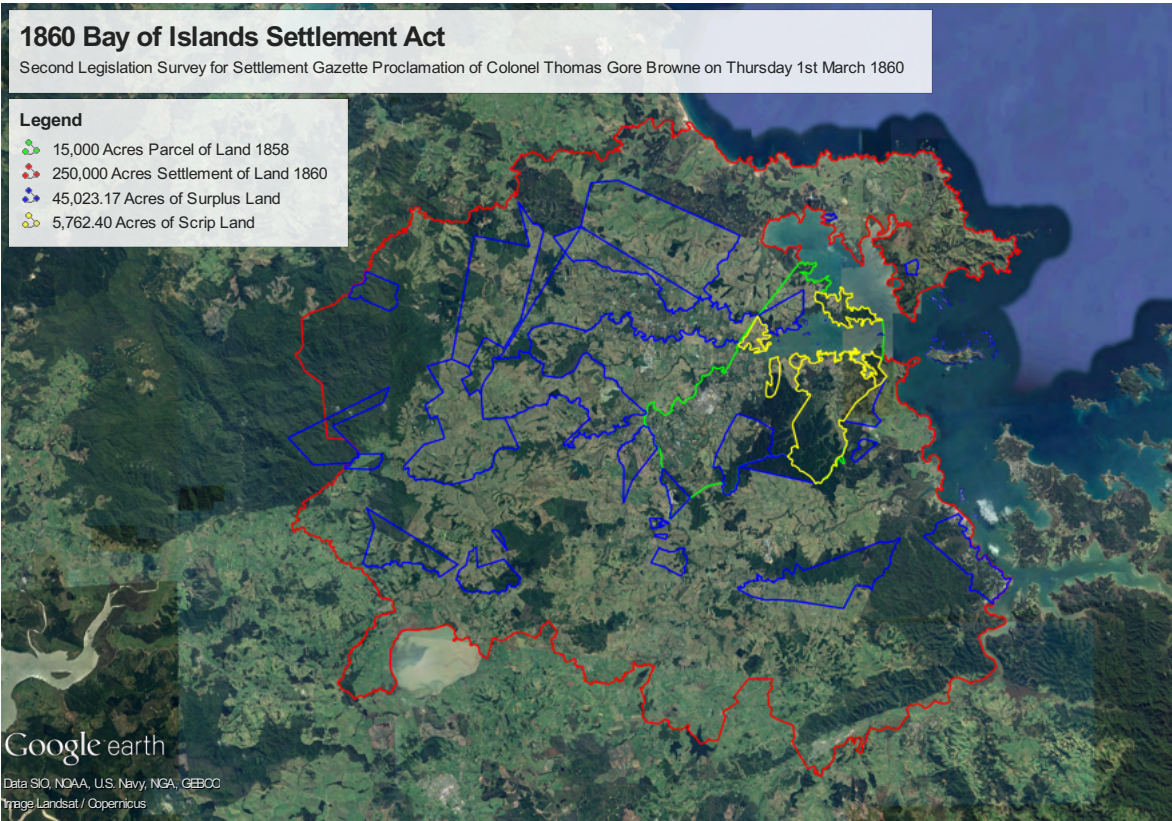 1860 Bay of Islands Settlement Act
Second Legislation Survey for Settlement Gazette Proclamation of Colonel Thomas Gore Browne on Thursday 1st March 1860
Legend
15,000 Acres Parcel of Land 1858
250,000 Acres Settlement of Land 1860
45,023.17 Acres of Surplus Land
5,762.40 Acres of Scrip Land
Google earth
Data SIO, NOAA, U.S. Navy, NGA, GEBCO
Image Landsat / Copernicus